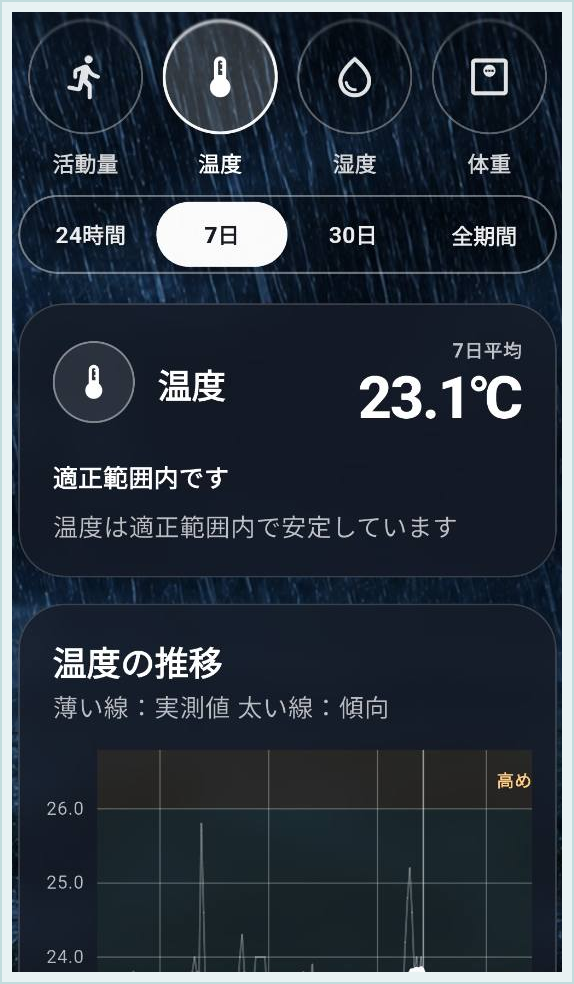 活動量 温度 湿度 体重
24時間 7日 30日 全期間
7日平均
温度 23.1℃
適正範囲内です
温度は適正範囲内で安定しています
温度の推移
薄い線：実測値 太い線：傾向
高め
26.0
25.0
24.0